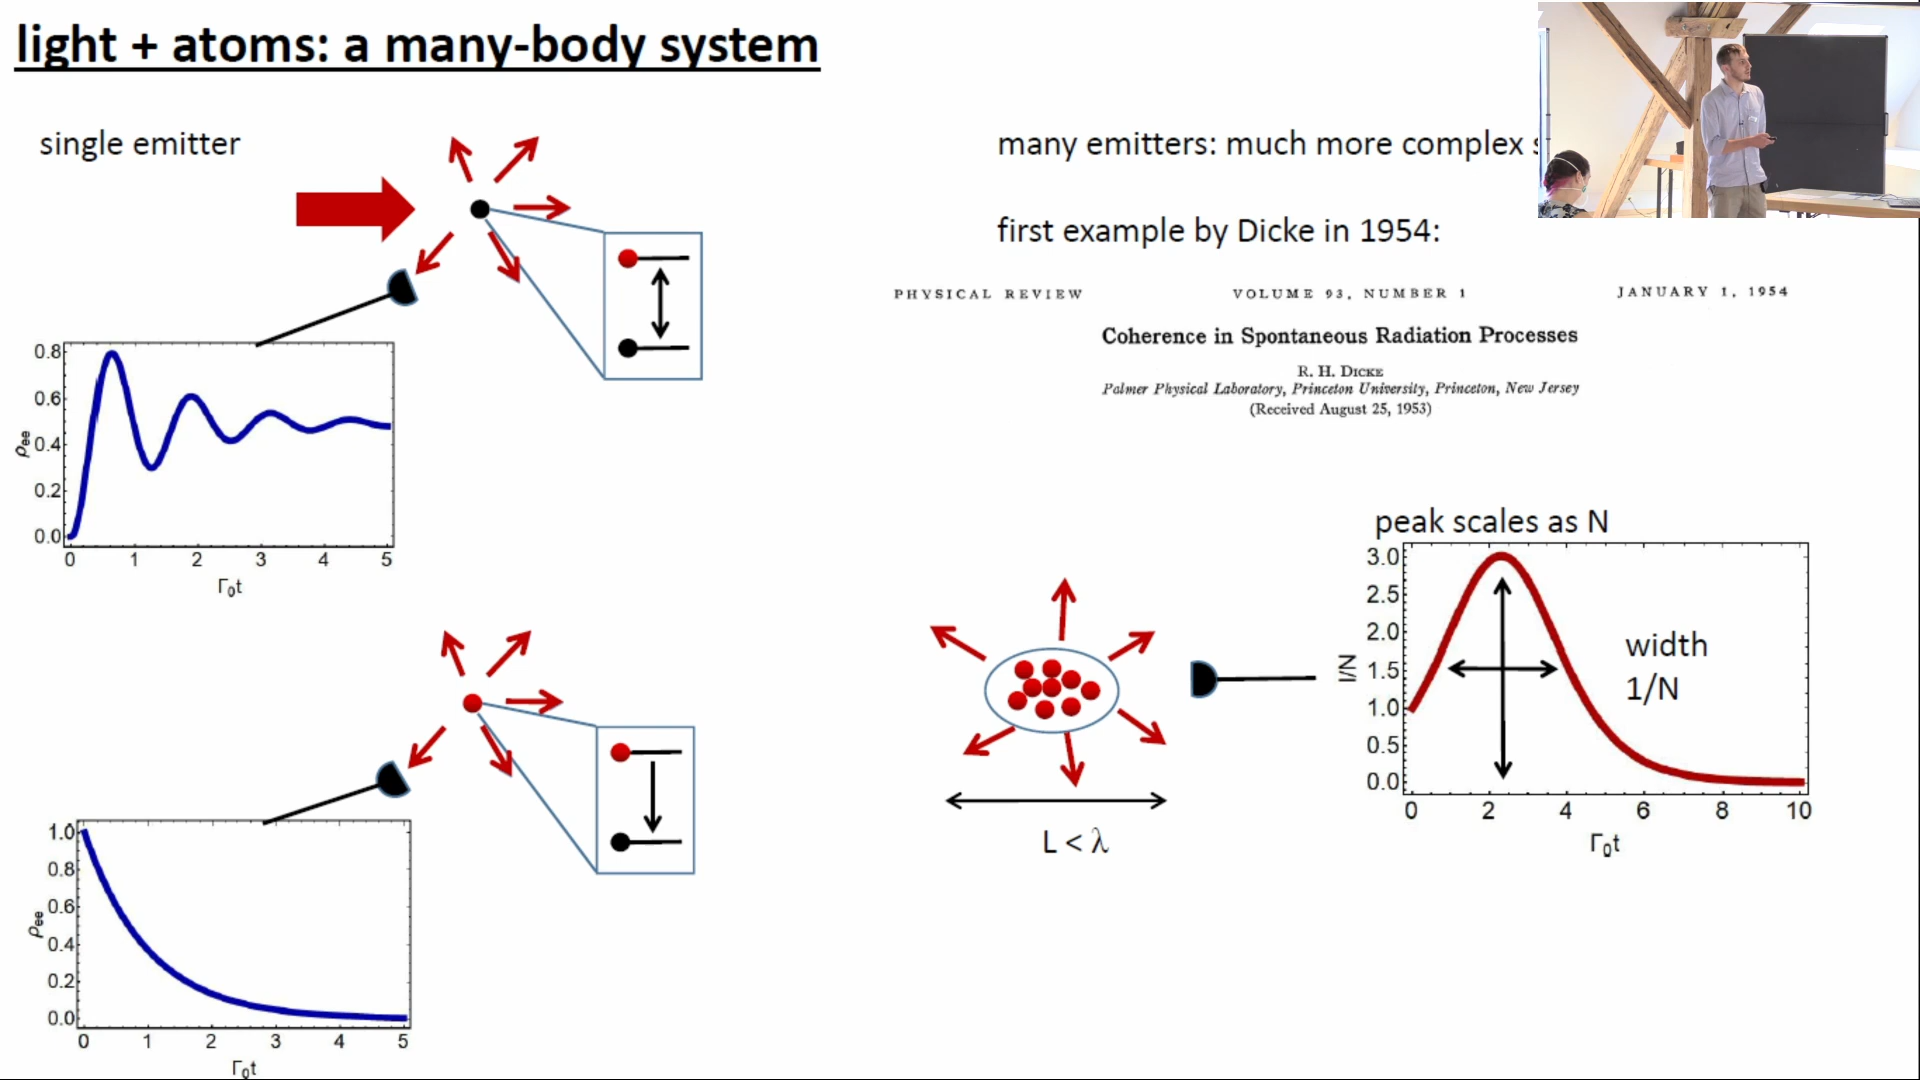 light + atoms: a many-body system
single emitter
many emitters: much more complex
first example by Dicke in 1954:
PHYSICAL REVIEW VOLUME 93, NUMBER 1 JANUARY 1, 1954
Coherence in Spontaneous Radiation Processes
R. H. DICKE
Palmer Physical Laboratory, Princeton University, Princeton, New Jersey
(Received August 25, 1953)
0.8
0.6
0.4
0.2
0.0
ρee
0 1 2 3 4 5
Γ0t
peak scales as N
3.0
2.5
2.0
1.5
1.0
0.5
0.0
I/N
width
1/N
0 2 4 6 8 10
Γ0t
L < λ
1.0
0.8
0.6
0.4
0.2
0.0
ρee
0 1 2 3 4 5
Γ0t